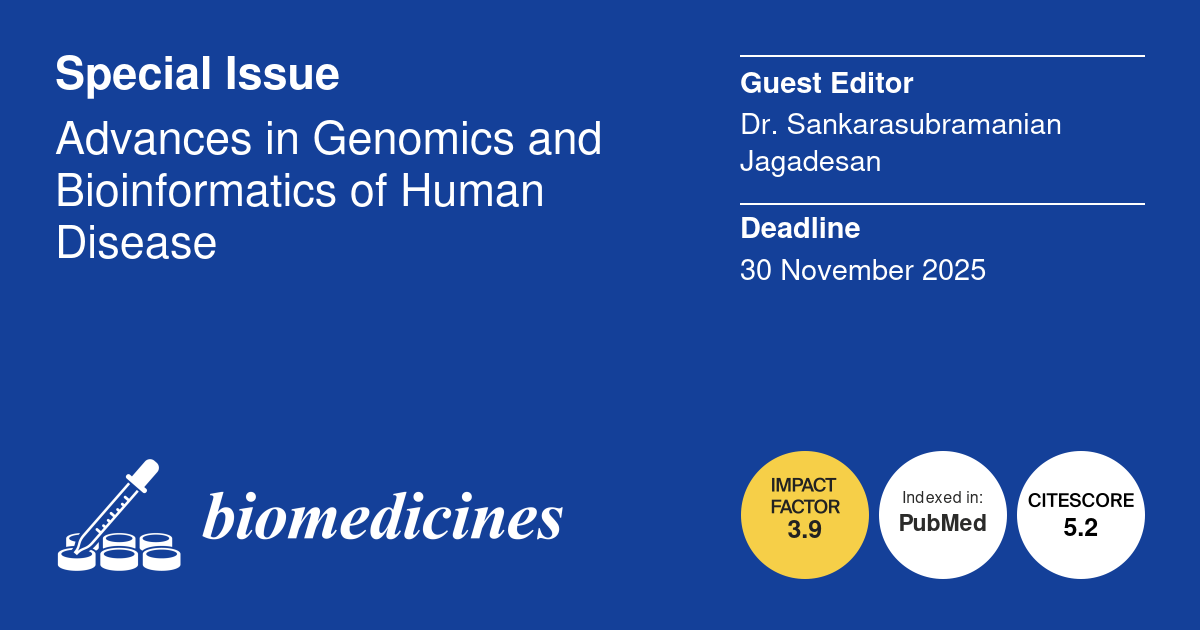 Special Issue
Advances in Genomics and
Bioinformatics of Human
Disease
Guest Editor
Dr. Sankarasubramanian
Jagadesan
Deadline
30 November 2025
biomedicines
IMPACT
FACTOR
3.9
Indexed in:
PubMed
CITESCORE
5.2